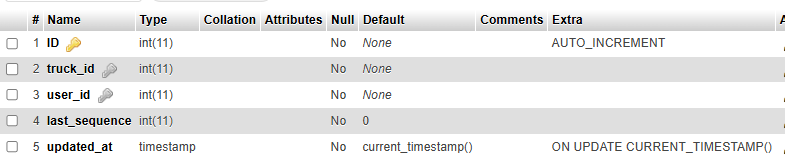 # Name Type Collation Attributes Null Default Comments Extra
1 ID int(11) No None AUTO_INCREMENT
2 truck_id int(11) No None
3 user_id int(11) No None
4 last_sequence int(11) No 0
5 updated_at timestamp No current_timestamp() ON UPDATE CURRENT_TIMESTAMP()